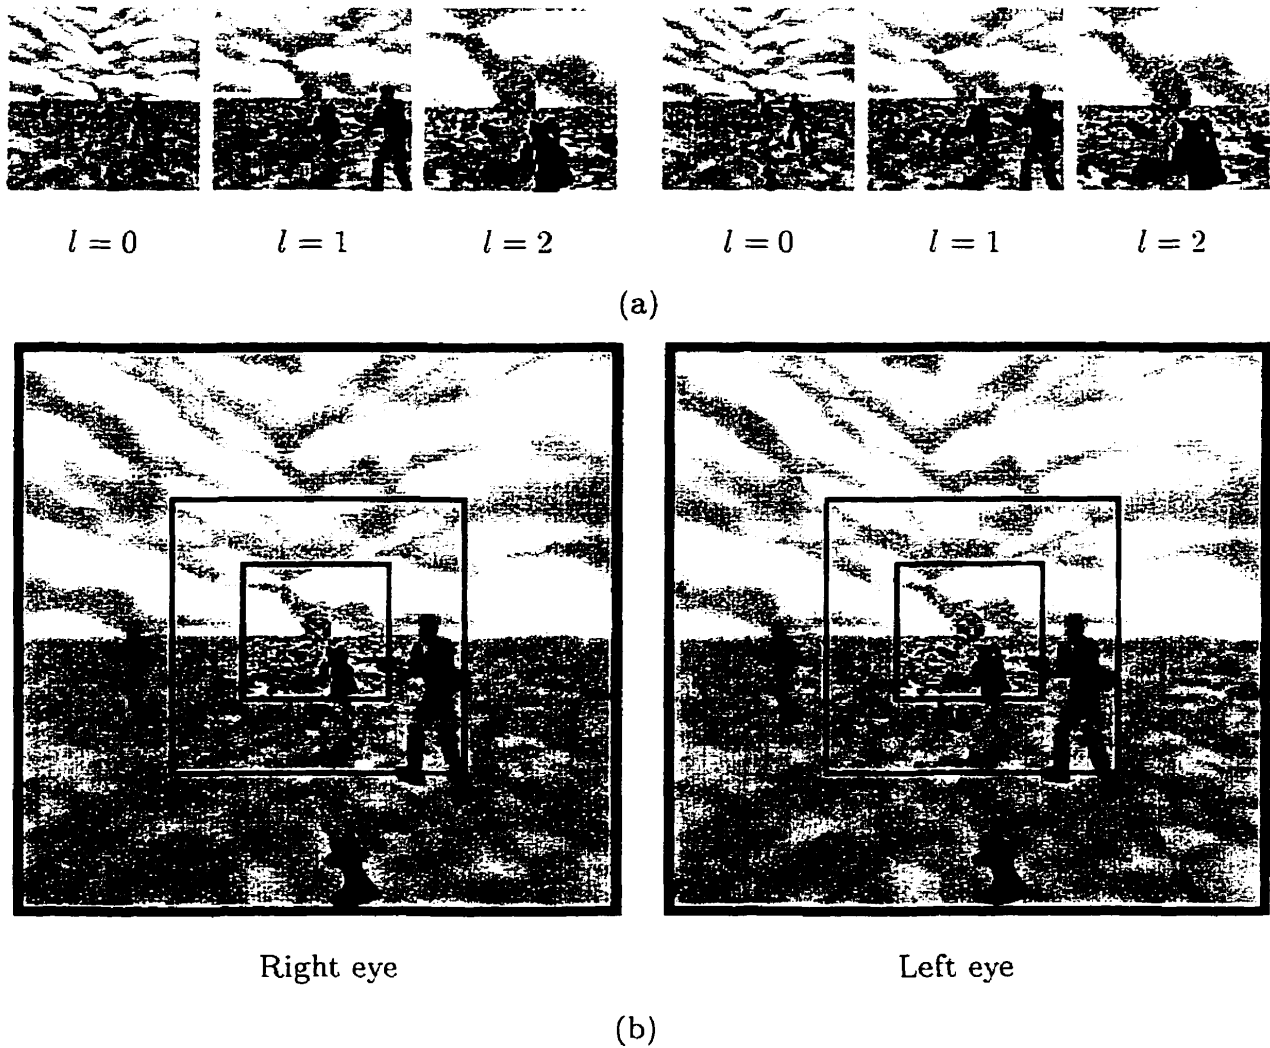 l = 0 l = 1 l = 2 l = 0 l = 1 l = 2
(a)
Right eye Left eye
(b)